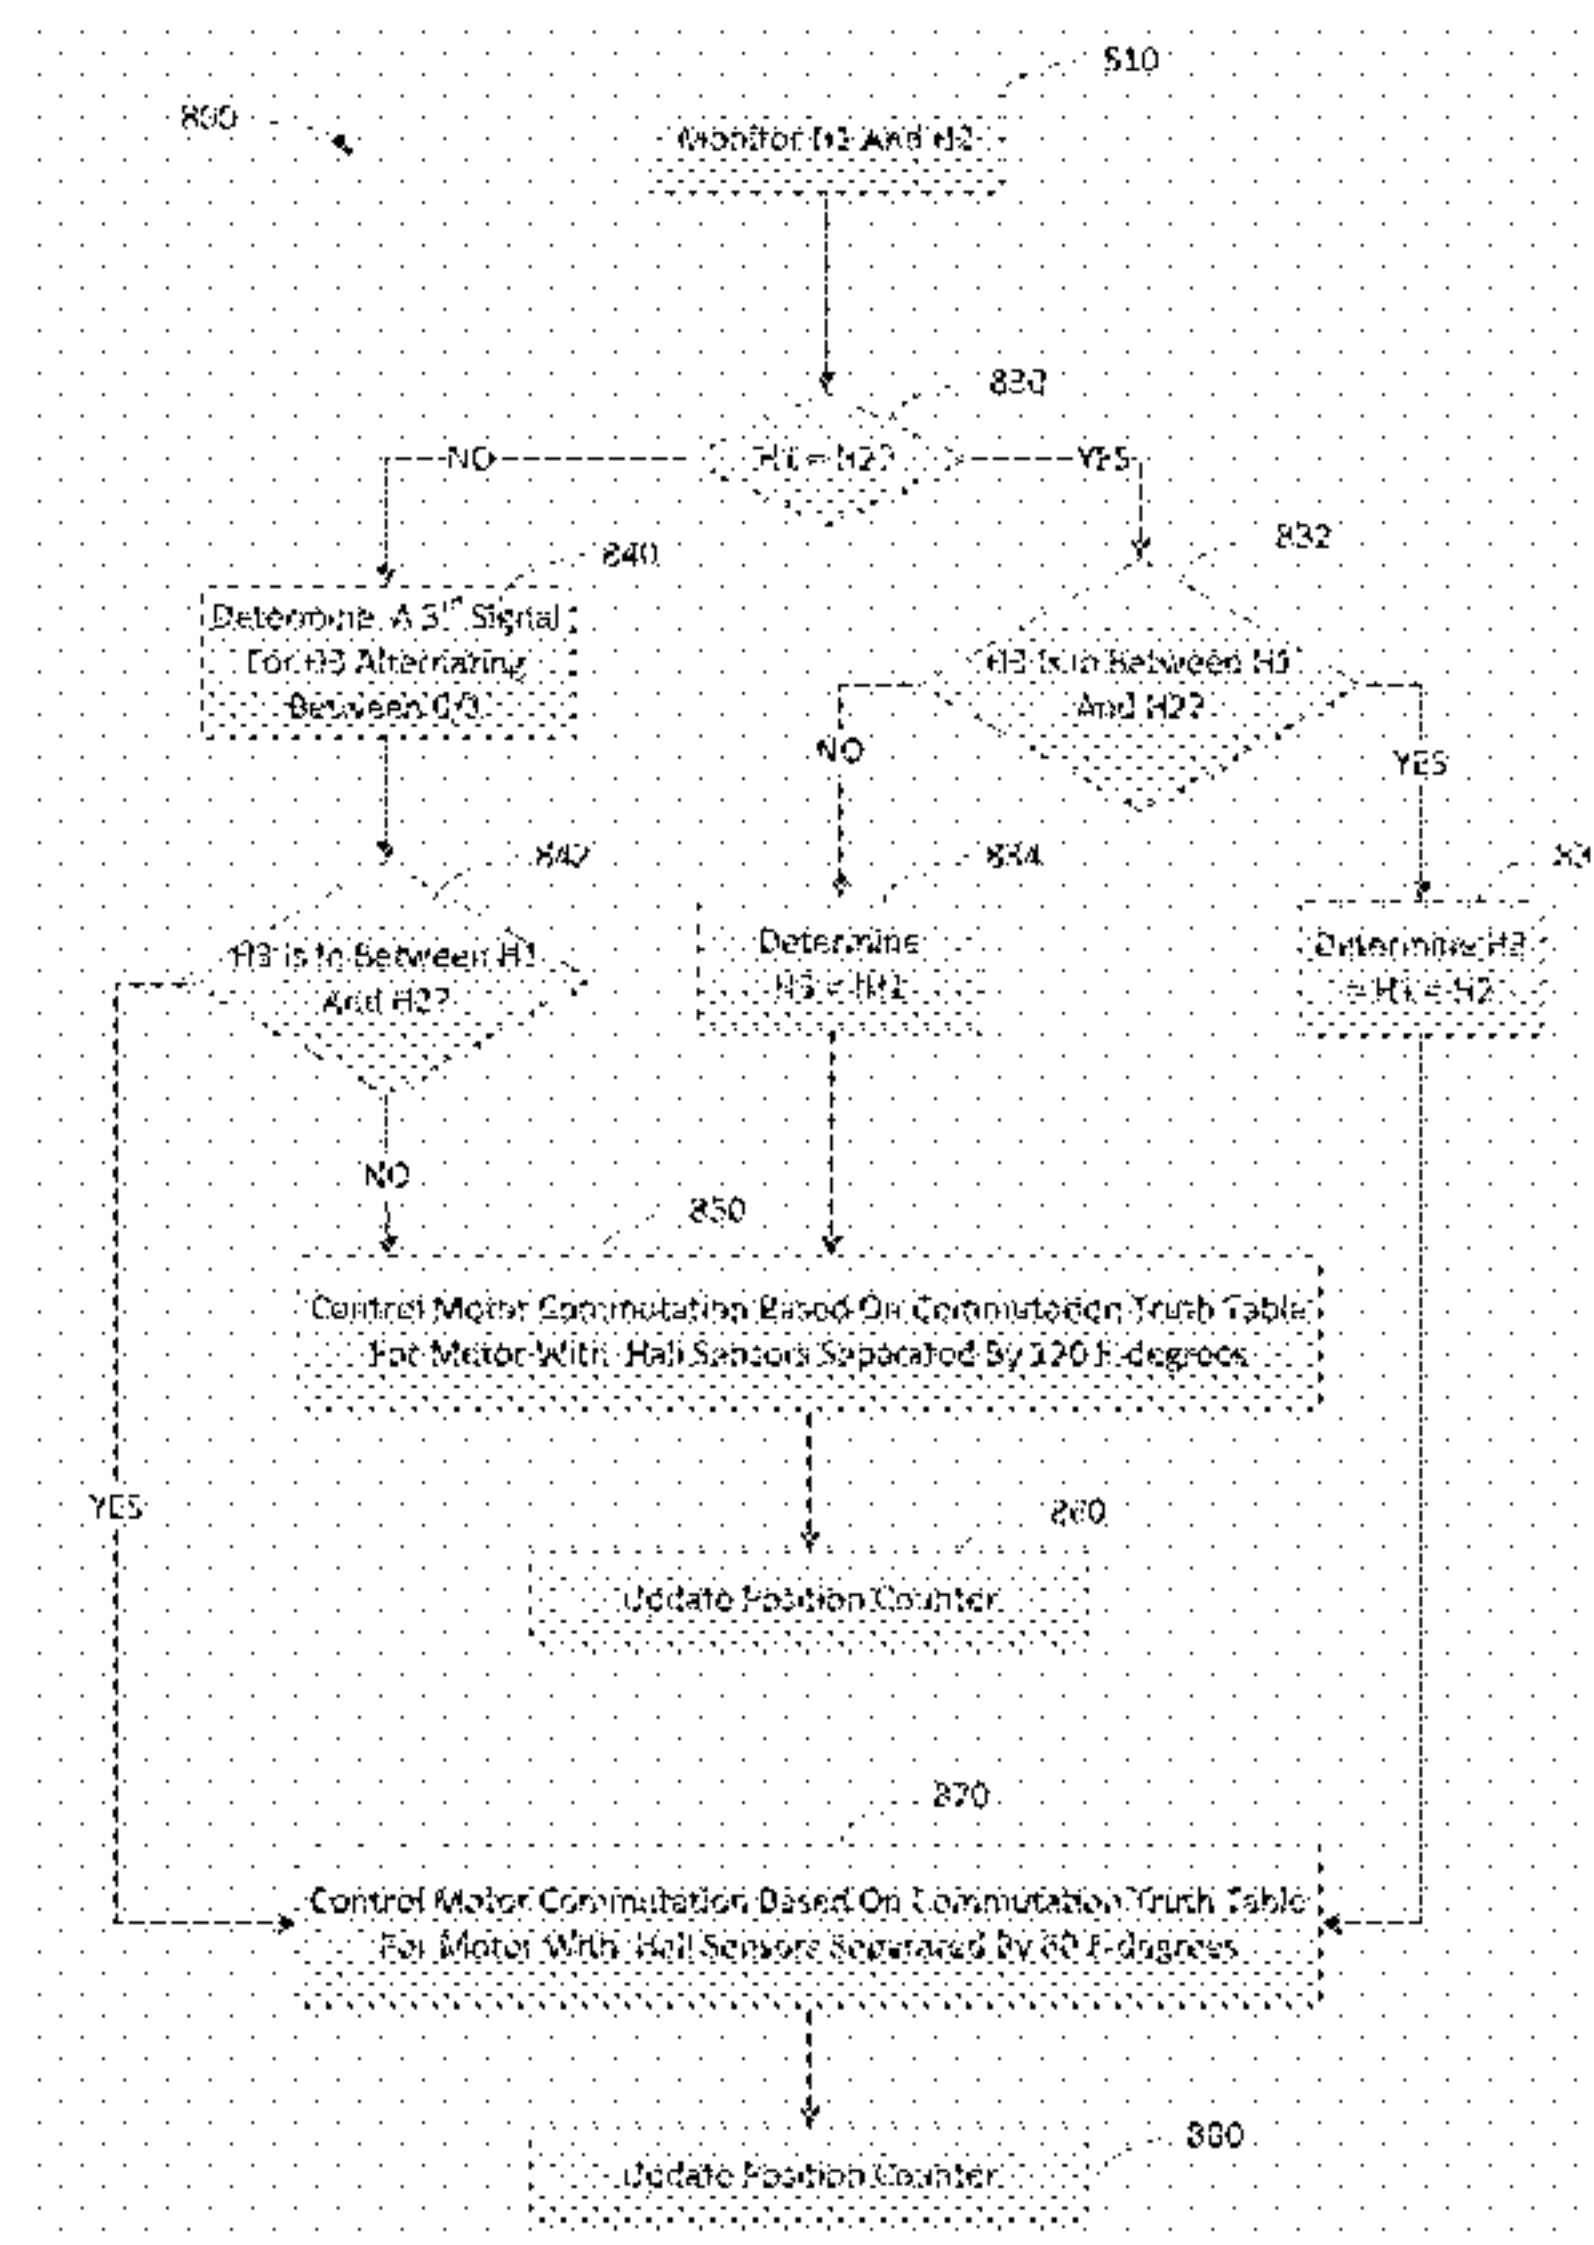 810
800
Monitor H1 And H2
830
NO
H1 = H2?
YES
832
840
Determine A 3rd Signal
For H3 Alternating
Between 0/1
H3 Is In Between H1
And H2?
NO
YES
842
834
H3 is In Between H1
And H2?
Determine
Determine H3
= H1 = H2
NO
850
Control Motor Commutation Based On Commutation Truth Table
For Motor With Hall Sensors Separated By 120 E-degrees
YES
860
Update Position Counter
870
Control Motor Commutation Based On Commutation Truth Table
For Motor With Hall Sensors Separated By 60 E-degrees
880
Update Position Counter